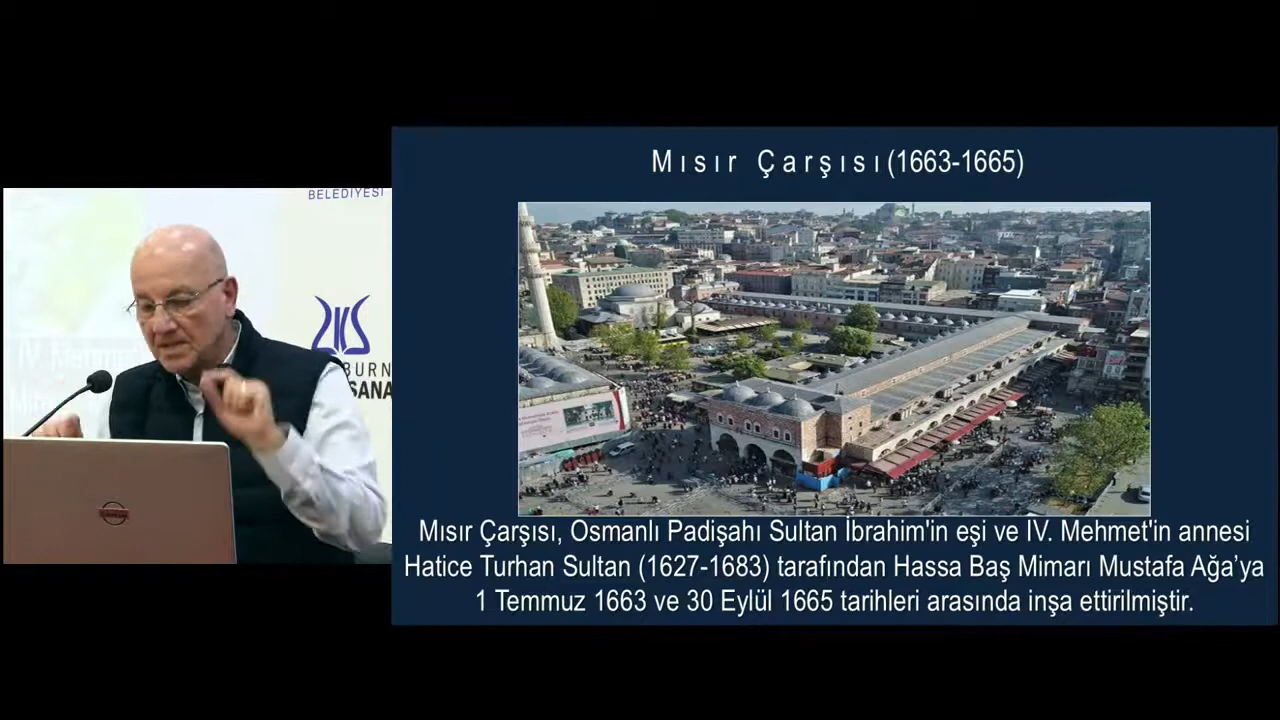 Mısır Çarşısı(1663-1665)
BELEDİYESİ
Mısır Çarşısı, Osmanlı Padişahı Sultan İbrahim'in eşi ve IV. Mehmet'in annesi
Hatice Turhan Sultan (1627-1683) tarafından Hassa Baş Mimarı Mustafa Ağa’ya
1 Temmuz 1663 ve 30 Eylül 1665 tarihleri arasında inşa ettirilmiştir.
BURN
SANA